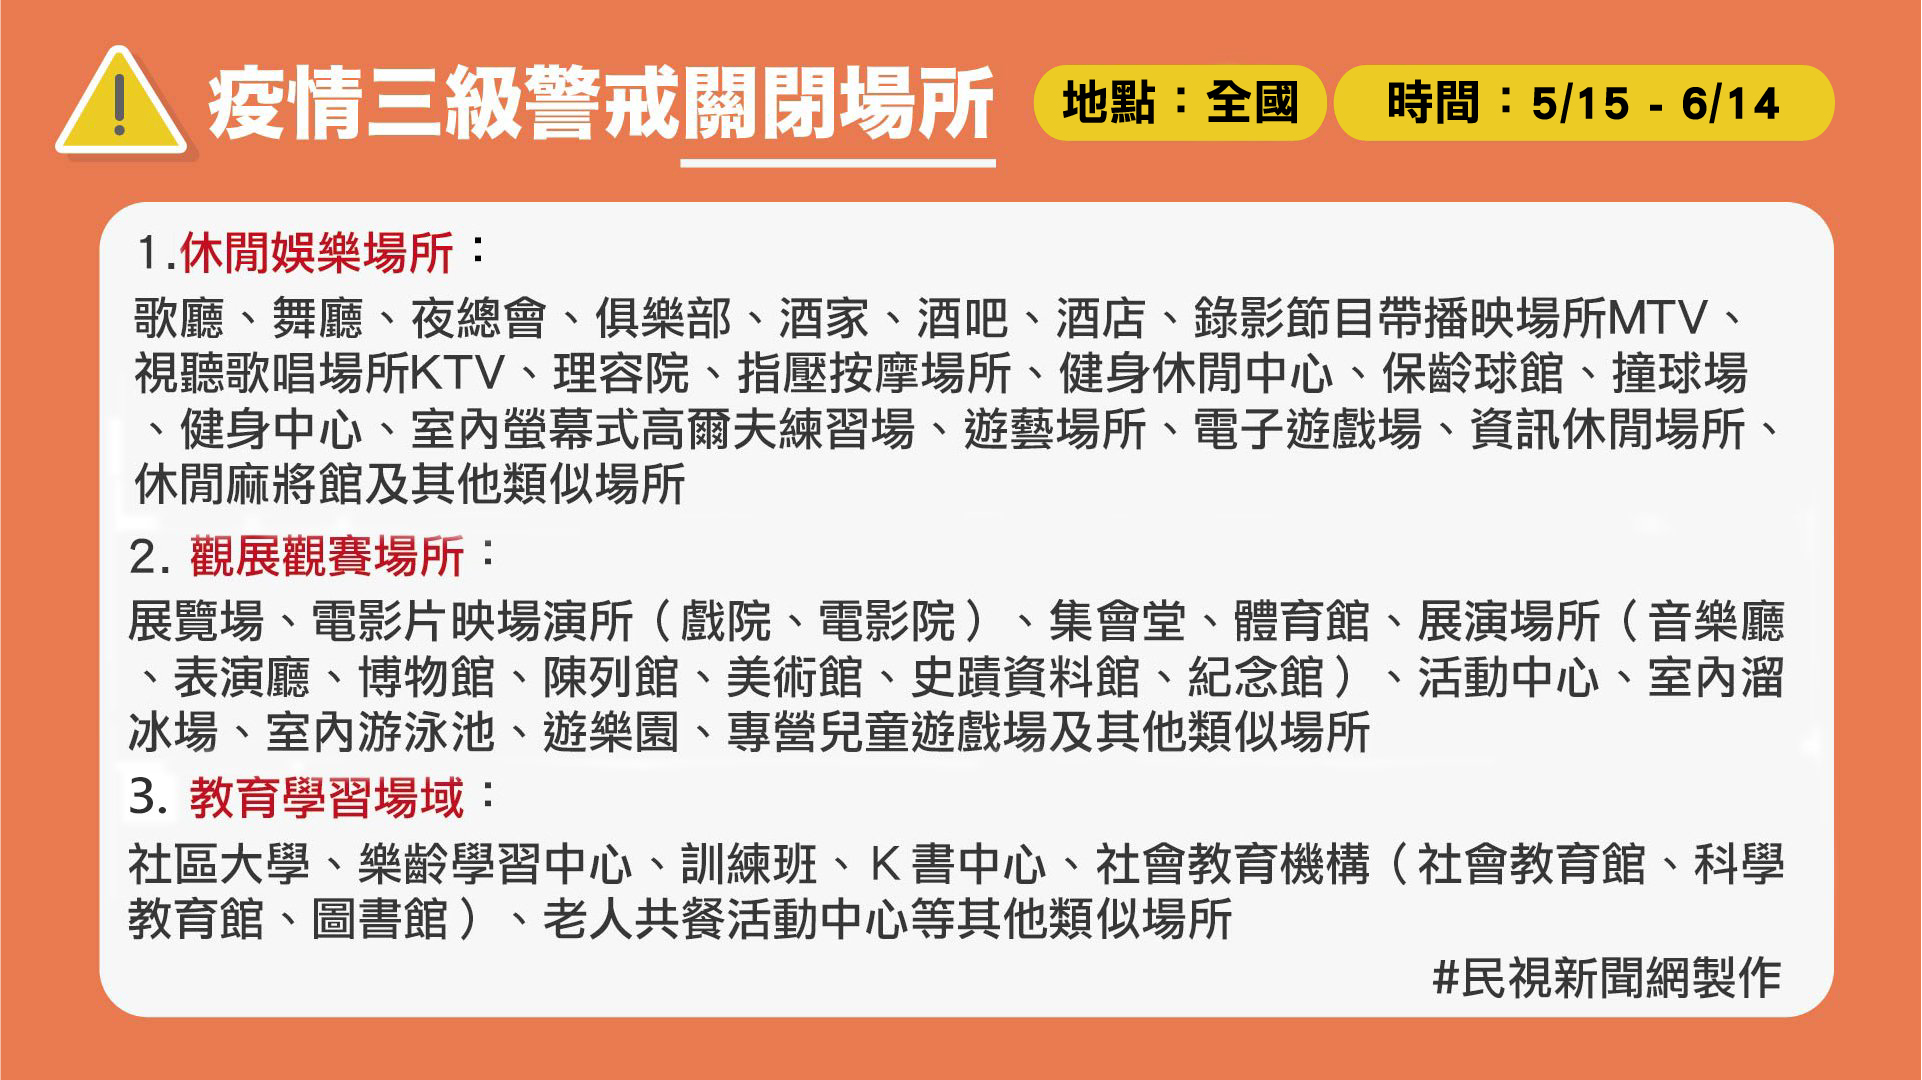 疫情三級警戒關閉場所
地點：全國
時間：5/15 - 6/14
1.休閒娛樂場所：
歌廳、舞廳、夜總會、俱樂部、酒家、酒吧、酒店、錄影節目帶播映場所MTV、
視聽歌唱場所KTV、理容院、指壓按摩場所、健身休閒中心、保齡球館、撞球場
、健身中心、室內螢幕式高爾夫練習場、遊藝場所、電子遊戲場、資訊休閒場所、
休閒麻將館及其他類似場所
2. 觀展觀賽場所：
展覽場、電影片映場演所（戲院、電影院）、集會堂、體育館、展演場所（音樂廳
、表演廳、博物館、陳列館、美術館、史蹟資料館、紀念館）、活動中心、室內溜
冰場、室內游泳池、遊樂園、專營兒童遊戲場及其他類似場所
3. 教育學習場域：
社區大學、樂齡學習中心、訓練班、K書中心、社會教育機構（社會教育館、科學
教育館、圖書館）、老人共餐活動中心等其他類似場所
#民視新聞網製作